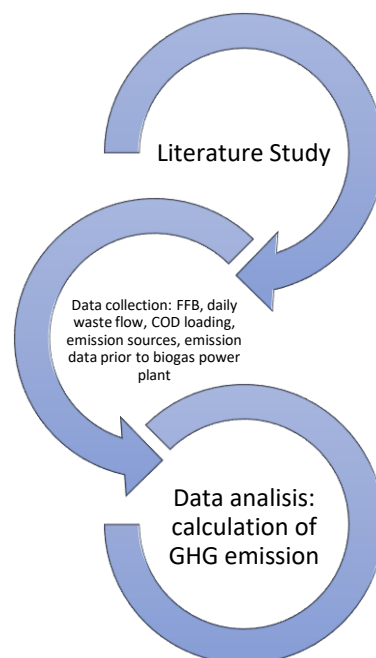 Literature Study
Data collection: FFB, daily
waste flow, COD loading,
emission sources, emission
data prior to biogas power
plant
Data analisis:
calculation of
GHG emission